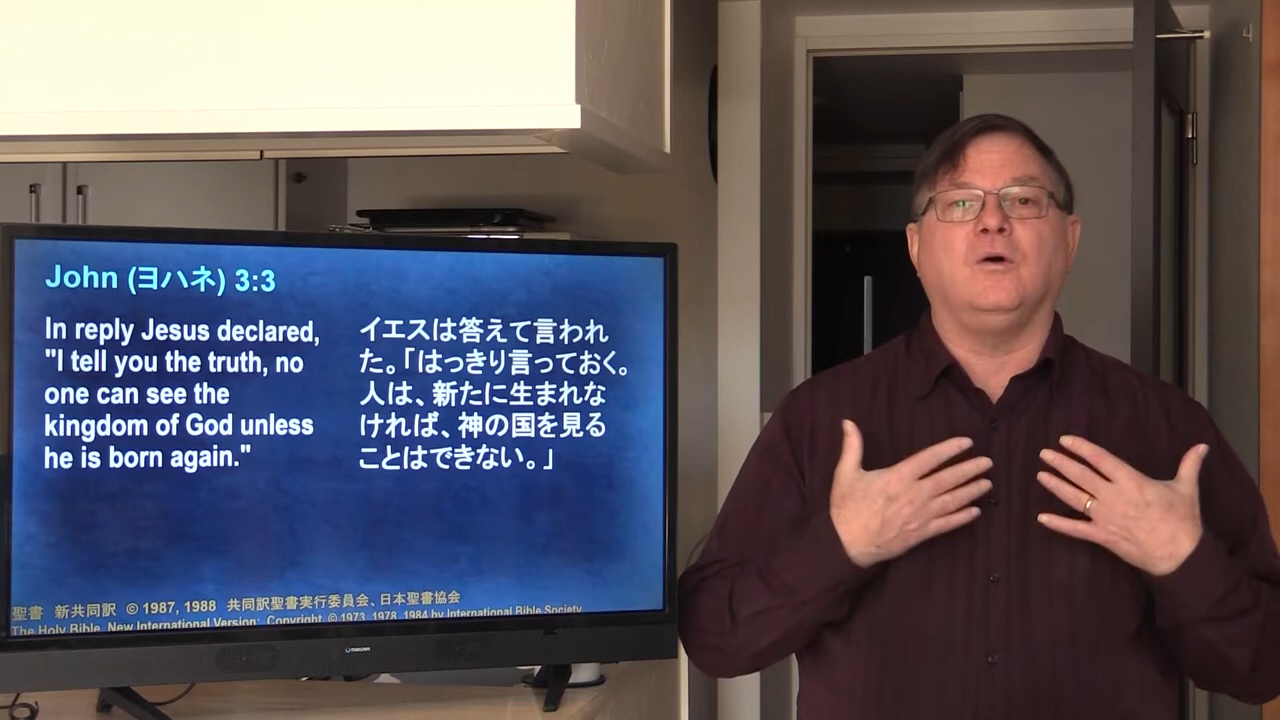 John (ヨハネ) 3:3
In reply Jesus declared,
"I tell you the truth, no
one can see the
kingdom of God unless
he is born again."
イエスは答えて言われ
た。「はっきり言っておく。
人は、新たに生まれな
ければ、神の国を見る
ことはできない。」
聖書 新共同訳 © 1987, 1988 共同訳聖書実行委員会、日本聖書協会
The Holy Bible, New International Version; Copyright © 1973, 1978, 1984 by International Bible Society
maxzen